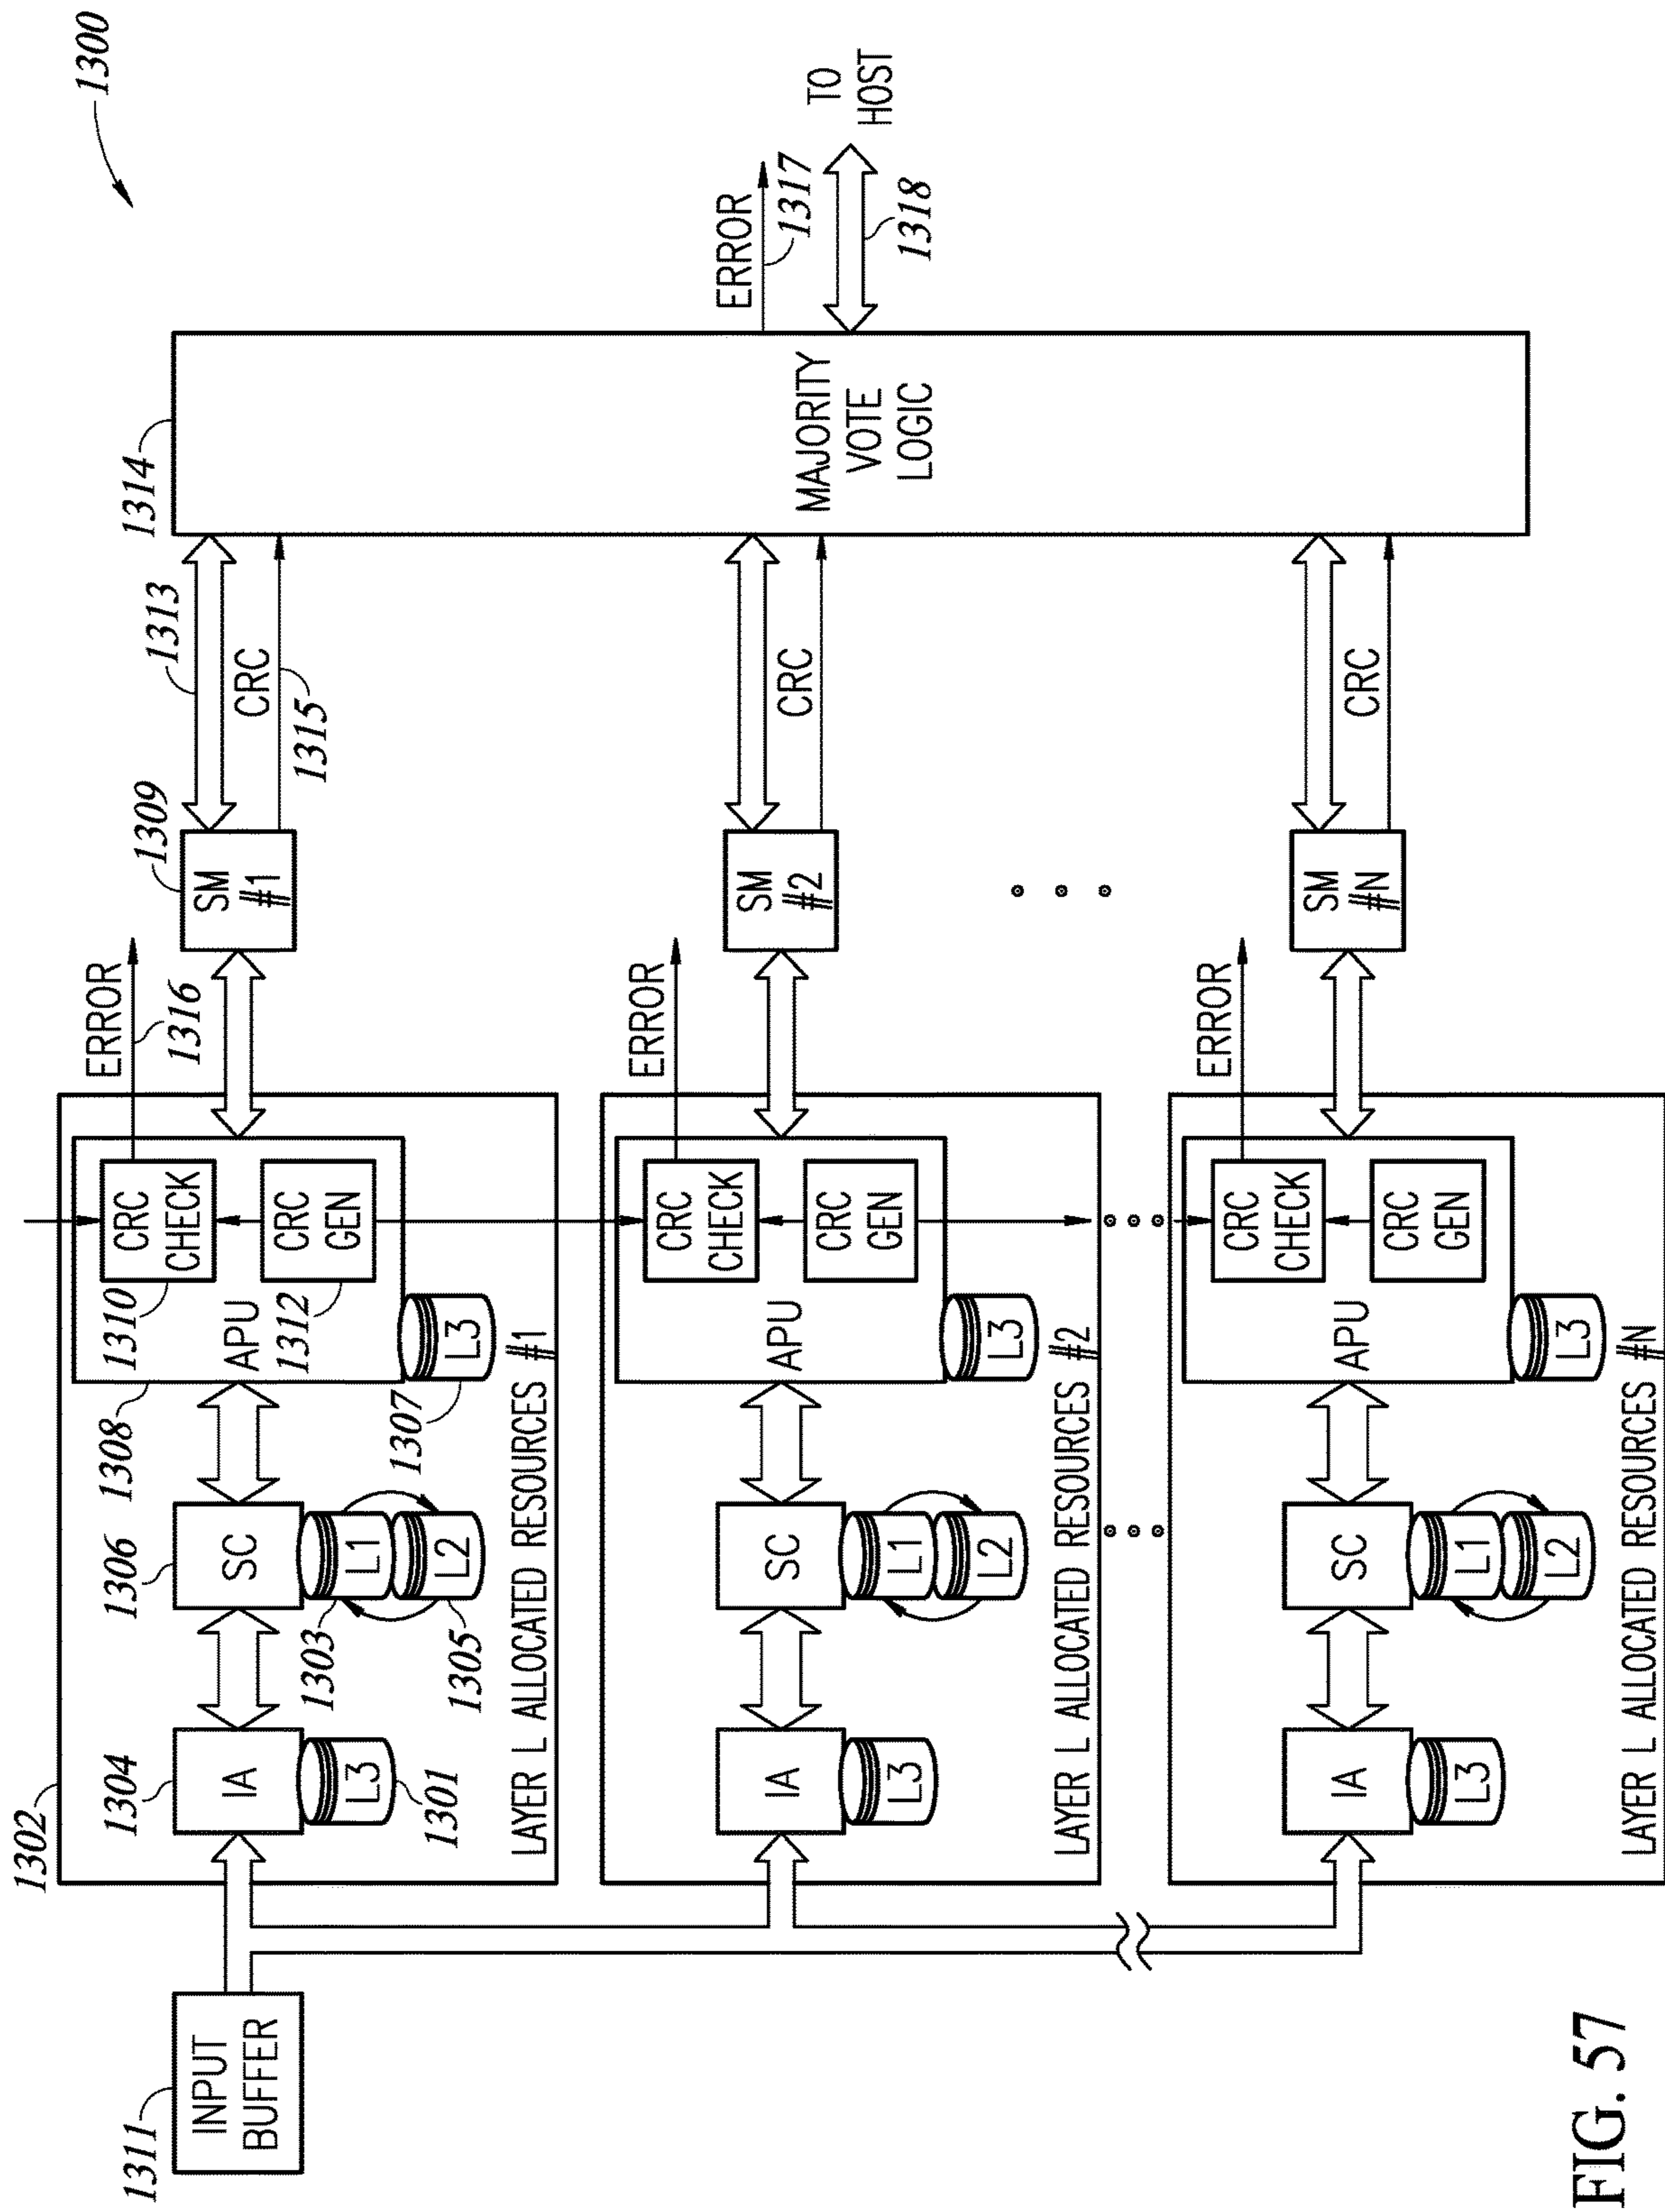 1300
1302
1304
1306
1308
1310
CRC
CHECK
ERROR
1316
1309
1313
1314
1311
INPUT
BUFFER
IA
L3
1301
SC
L1
1303
L2
1305
APU
1312
CRC
GEN
L3
1307
SM
#1
CRC
1315
LAYER L ALLOCATED RESOURCES #1
MAJORITY
VOTE
LOGIC
ERROR
1317
1318
TO
HOST
IA
L3
SC
L1
L2
APU
CRC
CHECK
CRC
GEN
L3
ERROR
SM
#2
CRC
LAYER L ALLOCATED RESOURCES #2
IA
L3
SC
L1
L2
APU
CRC
CHECK
CRC
GEN
L3
ERROR
SM
#N
CRC
LAYER L ALLOCATED RESOURCES #N
FIG. 57